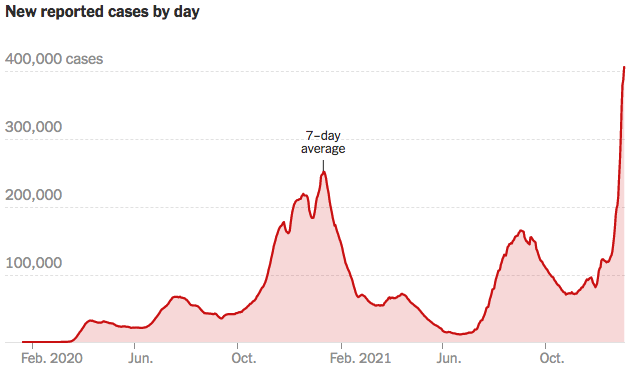 New reported cases by day
400,000 cases
300,000
7–day
average
200,000
100,000
Feb. 2020 Jun. Oct. Feb. 2021 Jun. Oct.